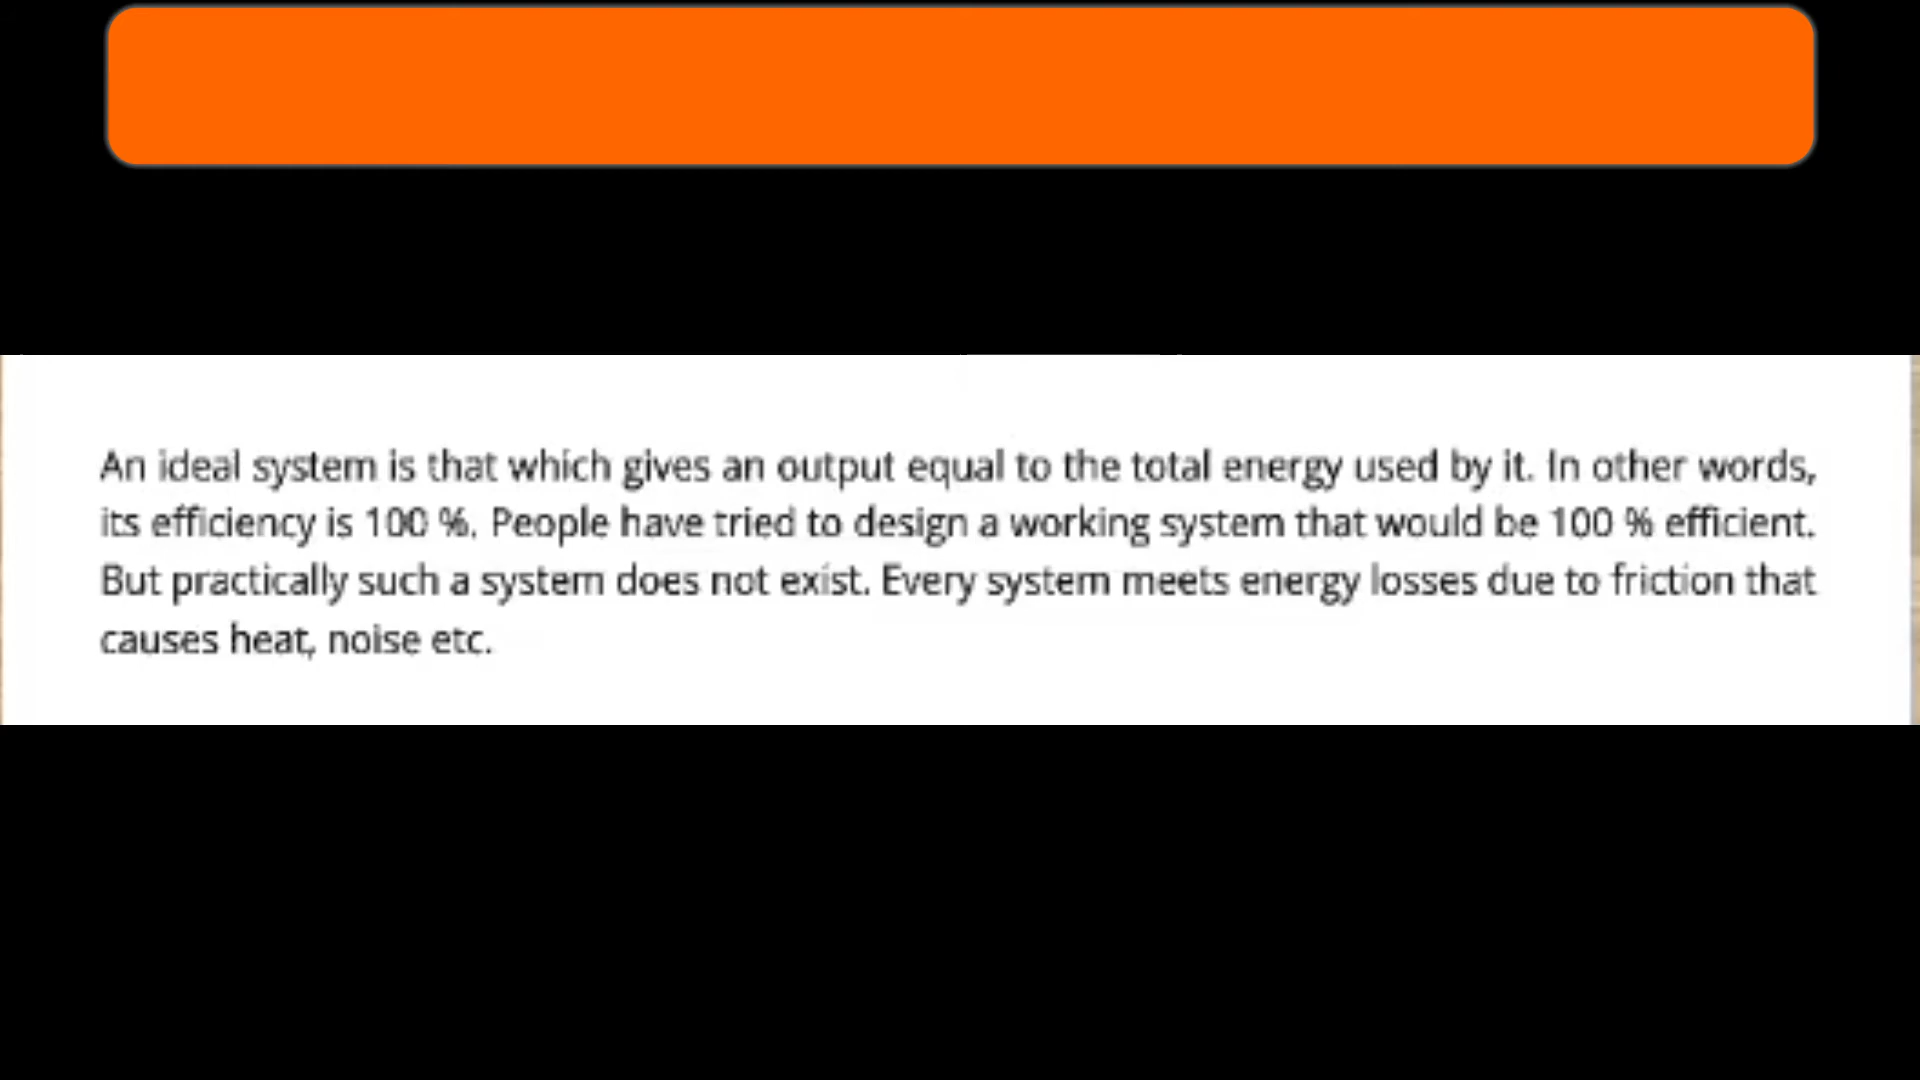 An ideal system is that which gives an output equal to the total energy used by it. In other words,
its efficiency is 100 %. People have tried to design a working system that would be 100 % efficient.
But practically such a system does not exist. Every system meets energy losses due to friction that
causes heat, noise etc.